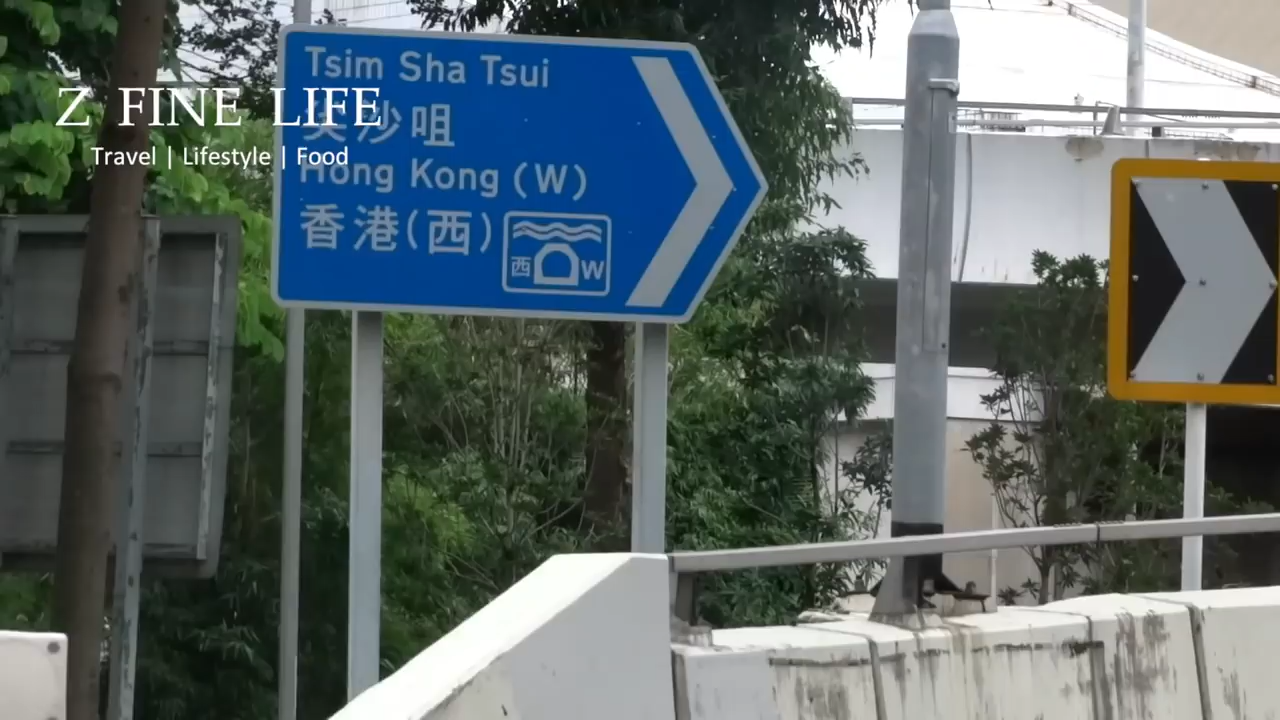 Tsim Sha Tsui
尖沙咀
Hong Kong (W)
香港(西)
西 W
Z FINE LIFE
Travel | Lifestyle | Food